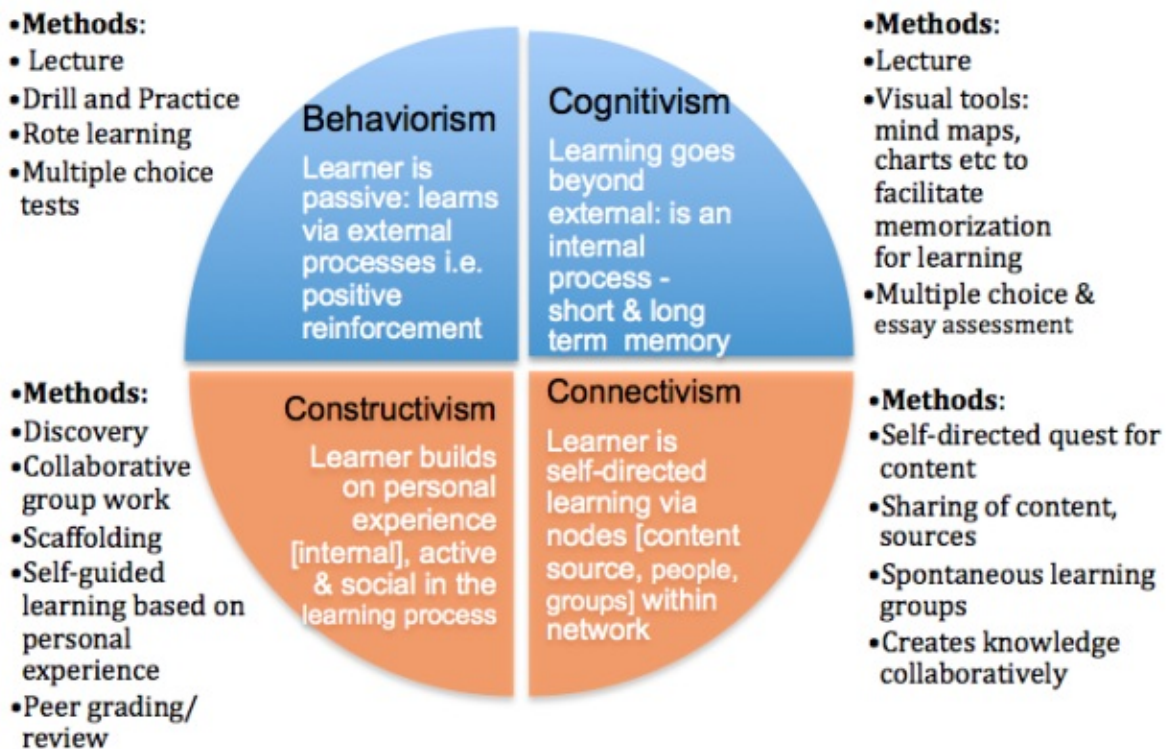 •Methods:
• Lecture
•Drill and Practice
•Rote learning
•Multiple choice
tests
Behaviorism
Learner is
passive: learns
via external
processes i.e.
positive
reinforcement
Cognitivism
Learning goes
beyond
external: is an
internal
process -
short & long
term memory
•Methods:
•Lecture
•Visual tools:
mind maps,
charts etc to
facilitate
memorization
for learning
•Multiple choice &
essay assessment
•Methods:
•Discovery
•Collaborative
group work
•Scaffolding
•Self-guided
learning based on
personal
experience
•Peer grading/
review
Constructivism
Learner builds
on personal
experience
[internal], active
& social in the
learning process
Connectivism
Learner is
self-directed
learning via
nodes [content
source, people,
groups] within
network
•Methods:
•Self-directed quest for
content
•Sharing of content,
sources
•Spontaneous learning
groups
•Creates knowledge
collaboratively